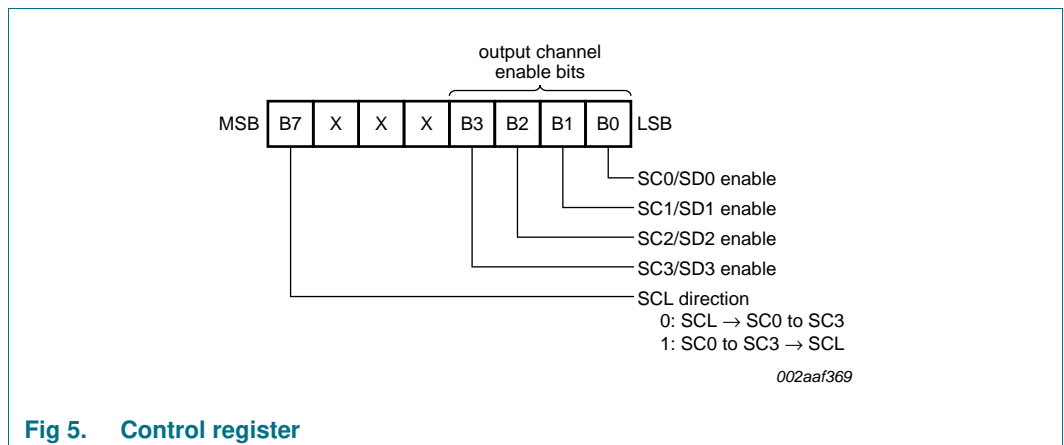 output channel
enable bits
MSB B7 X X X B3 B2 B1 B0 LSB
SC0/SD0 enable
SC1/SD1 enable
SC2/SD2 enable
SC3/SD3 enable
SCL direction
0: SCL → SC0 to SC3
1: SC0 to SC3 → SCL
002aaf369
Fig 5. Control register